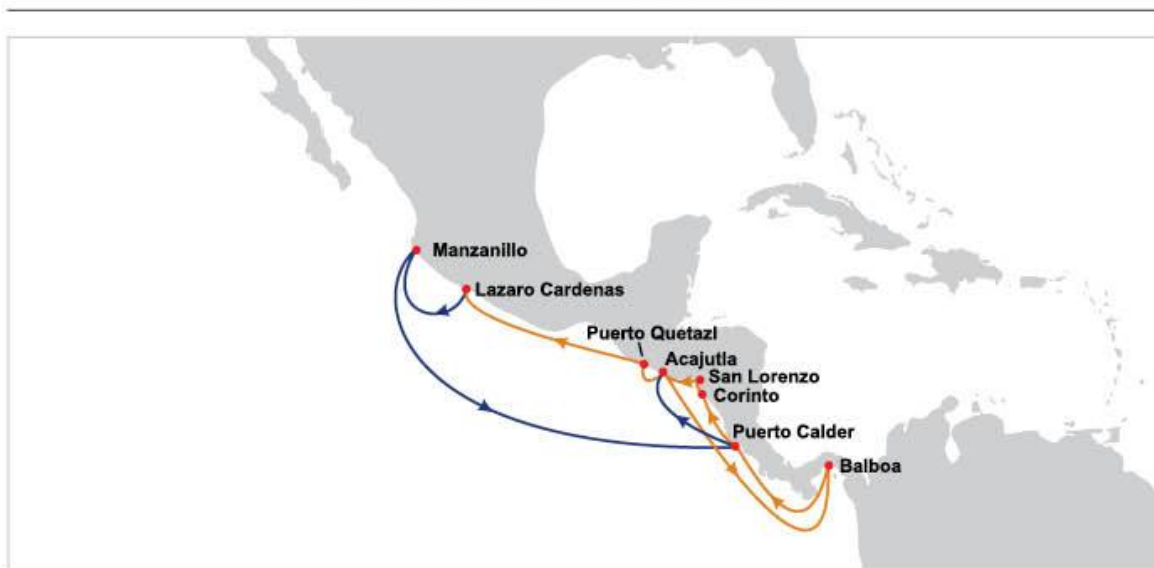 Manzanillo
Lazaro Cardenas
Puerto Quetazl
Acajutla
San Lorenzo
Corinto
Puerto Calder
Balboa